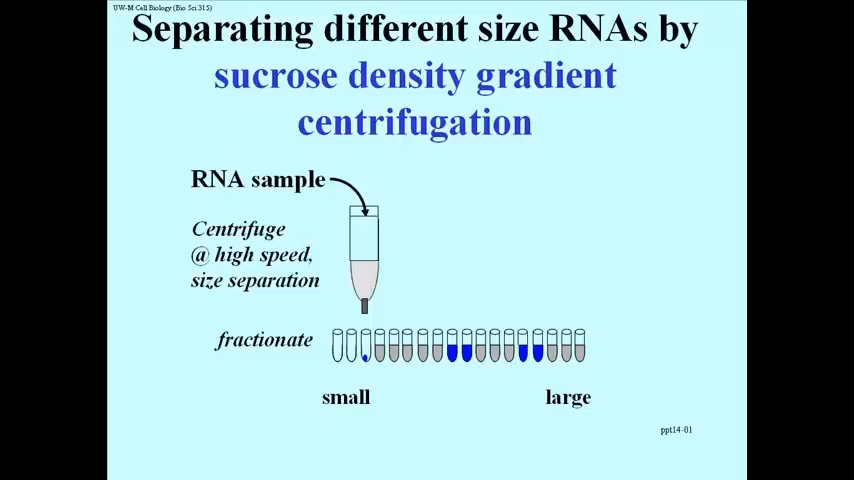 UW-M Cell Biology (Bio Sci 315)
Separating different size RNAs by
sucrose density gradient
centrifugation
RNA sample
Centrifuge
@ high speed,
size separation
fractionate
small large
ppt14-01